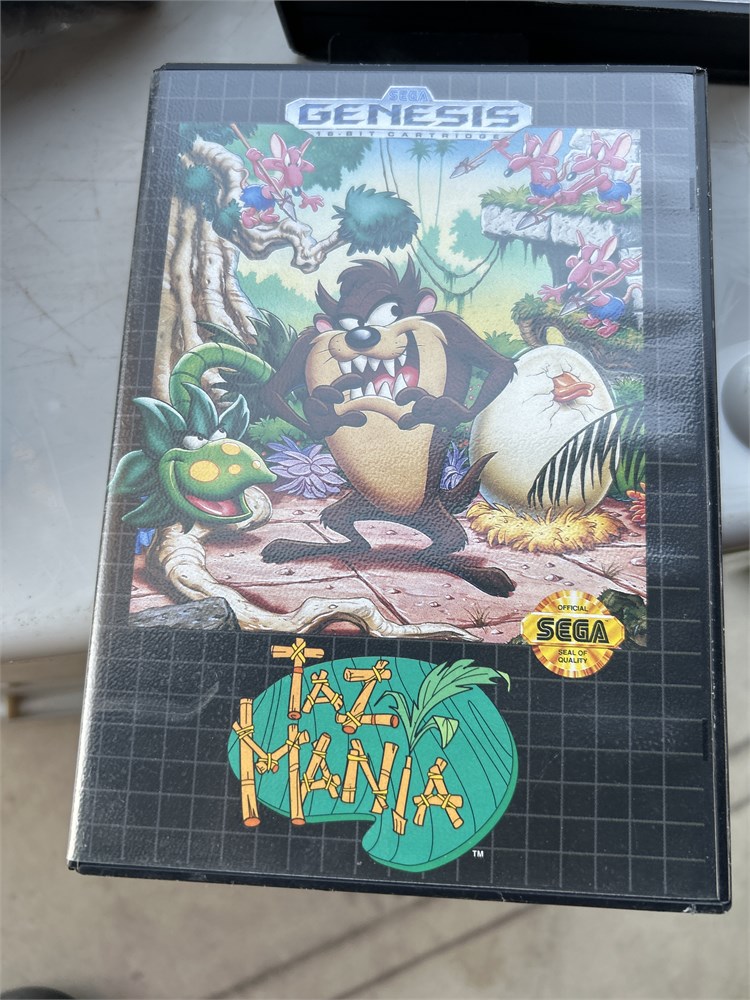 SEGA
GENESIS
16-BIT CARTRIDGE
OFFICIAL
SEGA
SEAL OF
QUALITY
TAZ
MANIA
TM